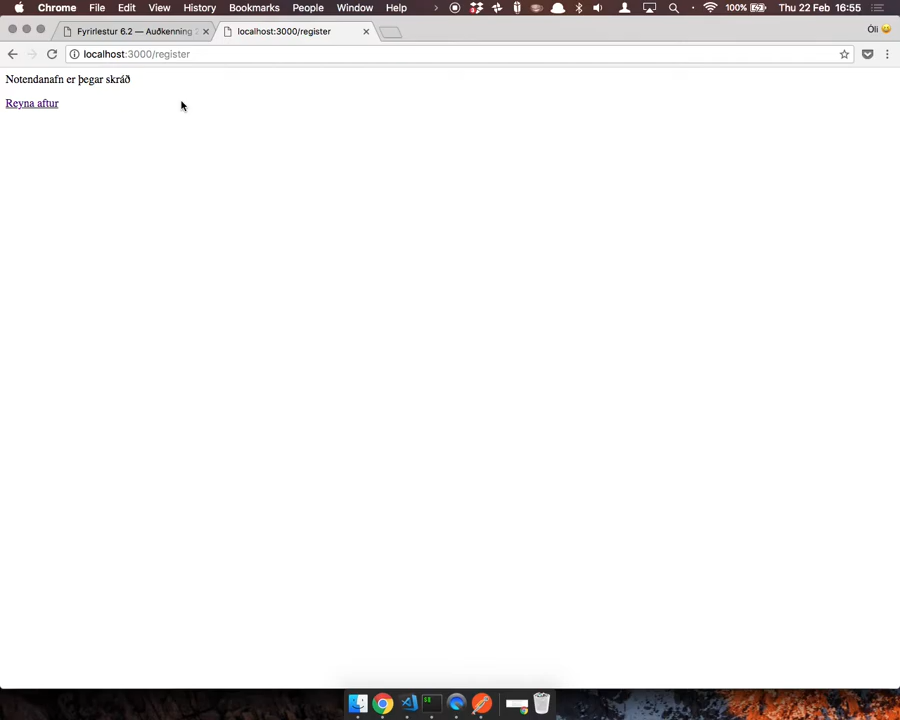 Chrome File Edit View History Bookmarks People Window Help 100% Thu 22 Feb 16:55
Fyrirlestur 6.2 — Auðkenning
localhost:3000/register
Óli
localhost:3000/register
Notendanafn er þegar skráð
Reyna aftur